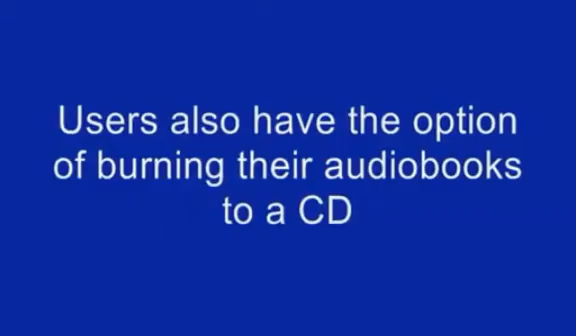 Users also have the option
of burning their audiobooks
to a CD